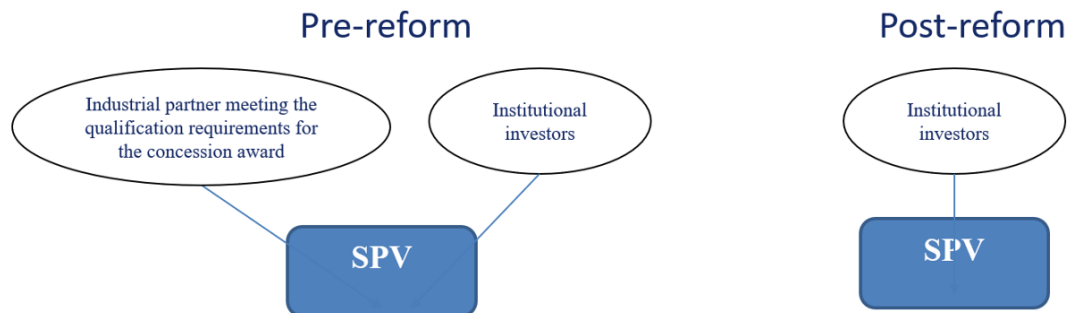 Pre-reform
Post-reform
Industrial partner meeting the
qualification requirements for
the concession award
Institutional
investors
Institutional
investors
SPV
SPV